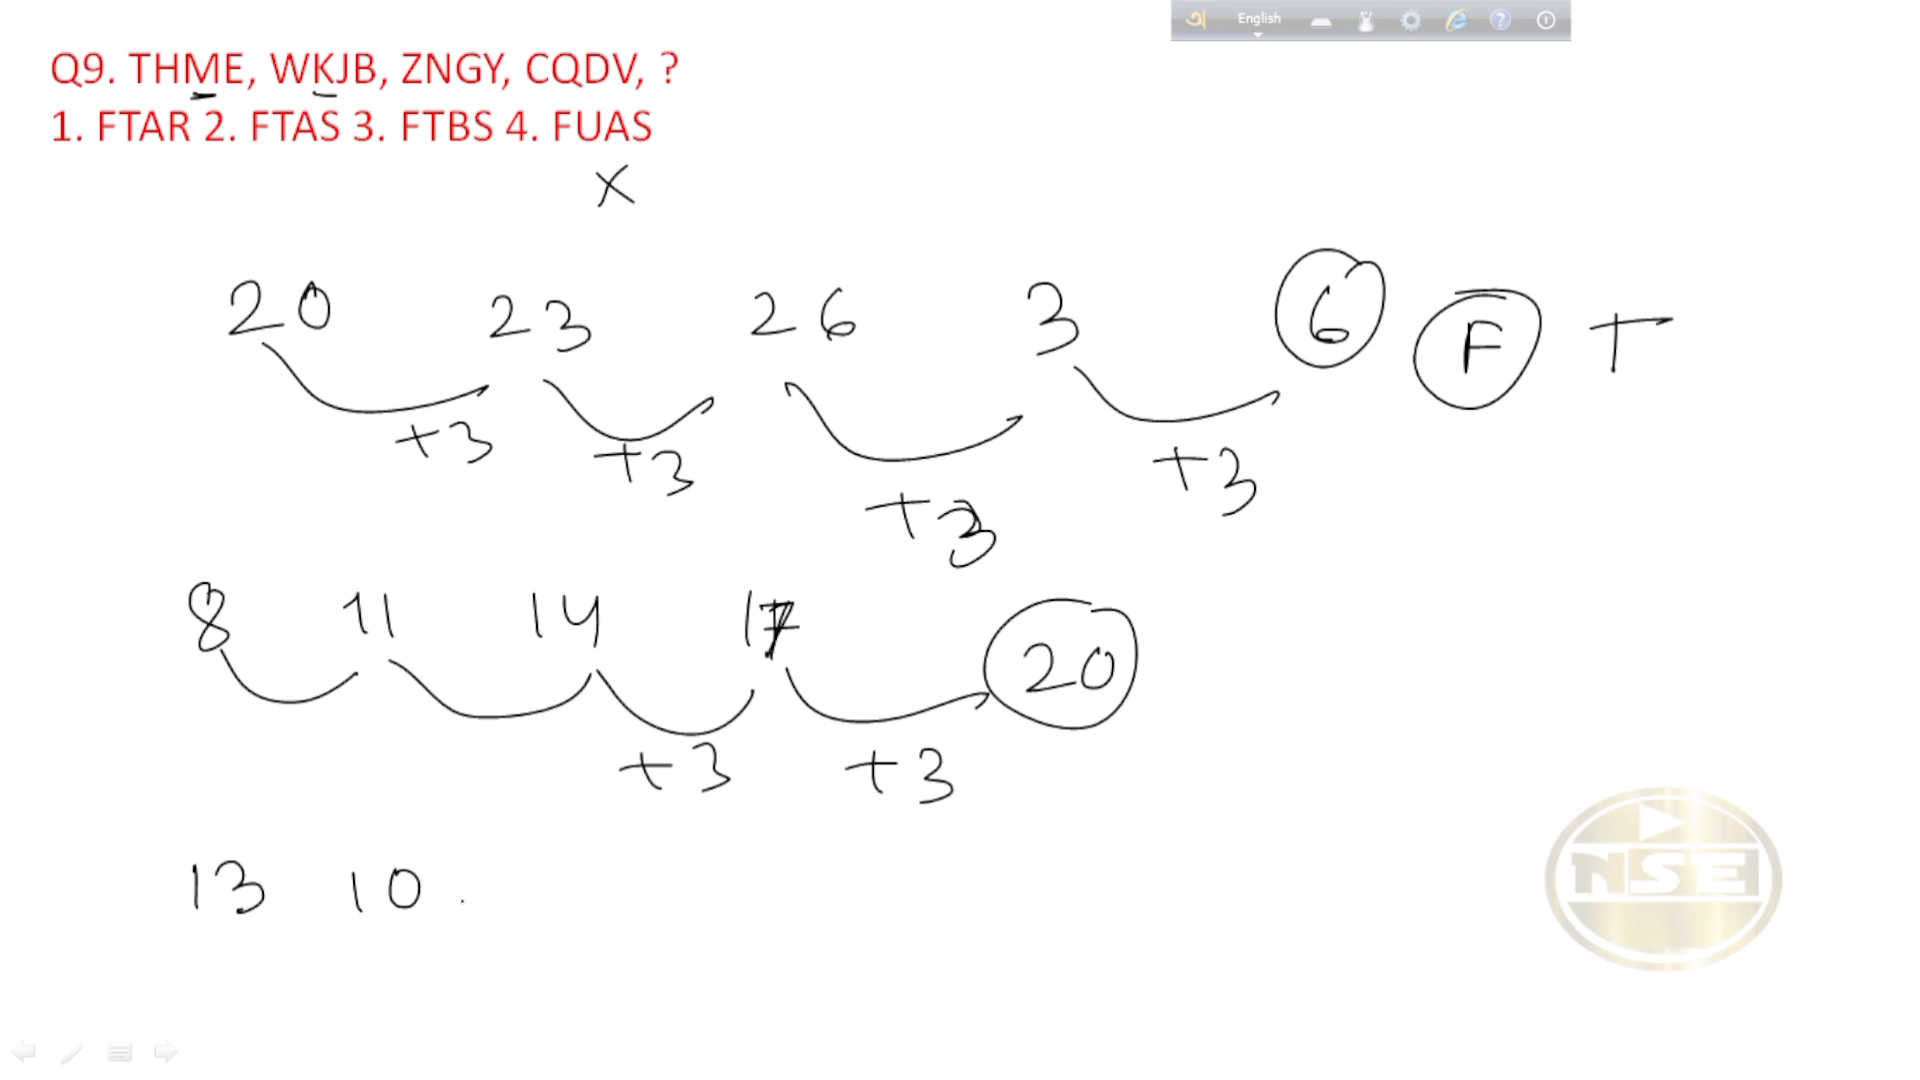 English
Q9. THME, WKJB, ZNGY, CQDV, ?
1. FTAR 2. FTAS 3. FTBS 4. FUAS
X
20 23 26 3 6 F T
+3 +3 +3 +3
8 11 14 17 20
+3 +3
13 10 .
NSE